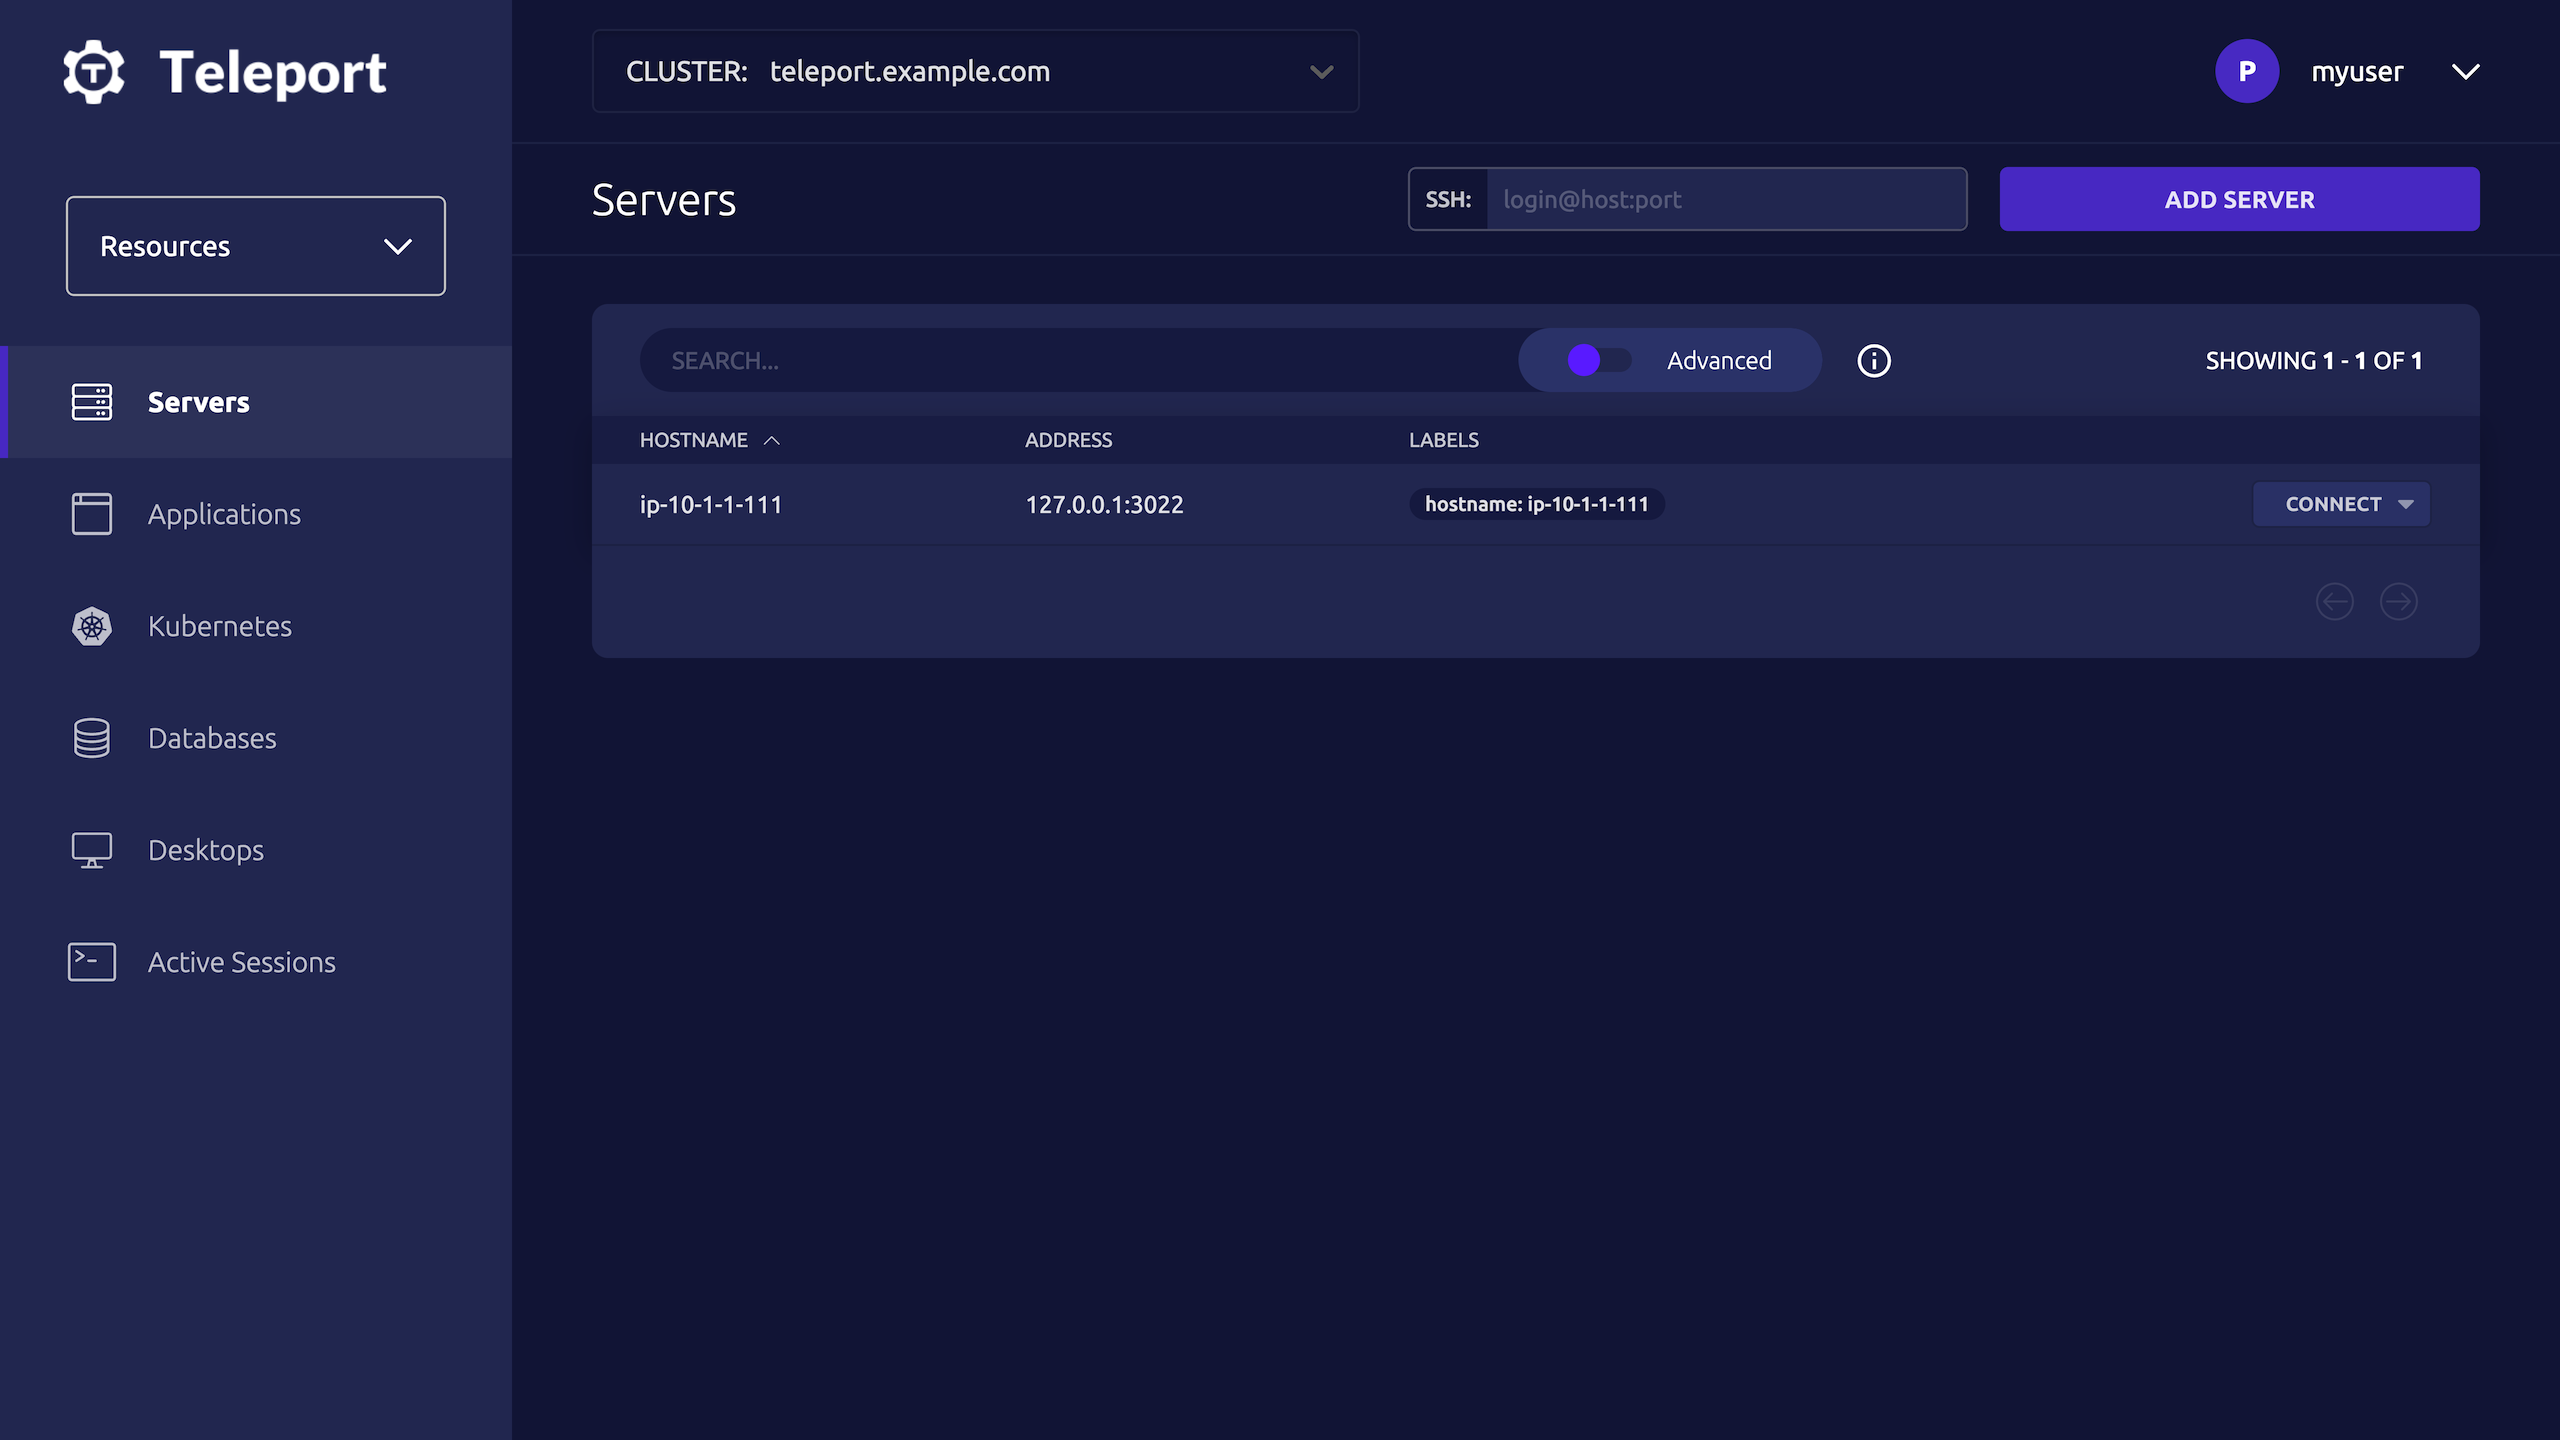 Teleport
CLUSTER: teleport.example.com
P myuser
Resources
Servers
SSH: login@host:port
ADD SERVER
SEARCH...
Advanced
SHOWING 1 - 1 OF 1
HOSTNAME ADDRESS LABELS
ip-10-1-1-111 127.0.0.1:3022 hostname: ip-10-1-1-111 CONNECT
Servers
Applications
Kubernetes
Databases
Desktops
Active Sessions